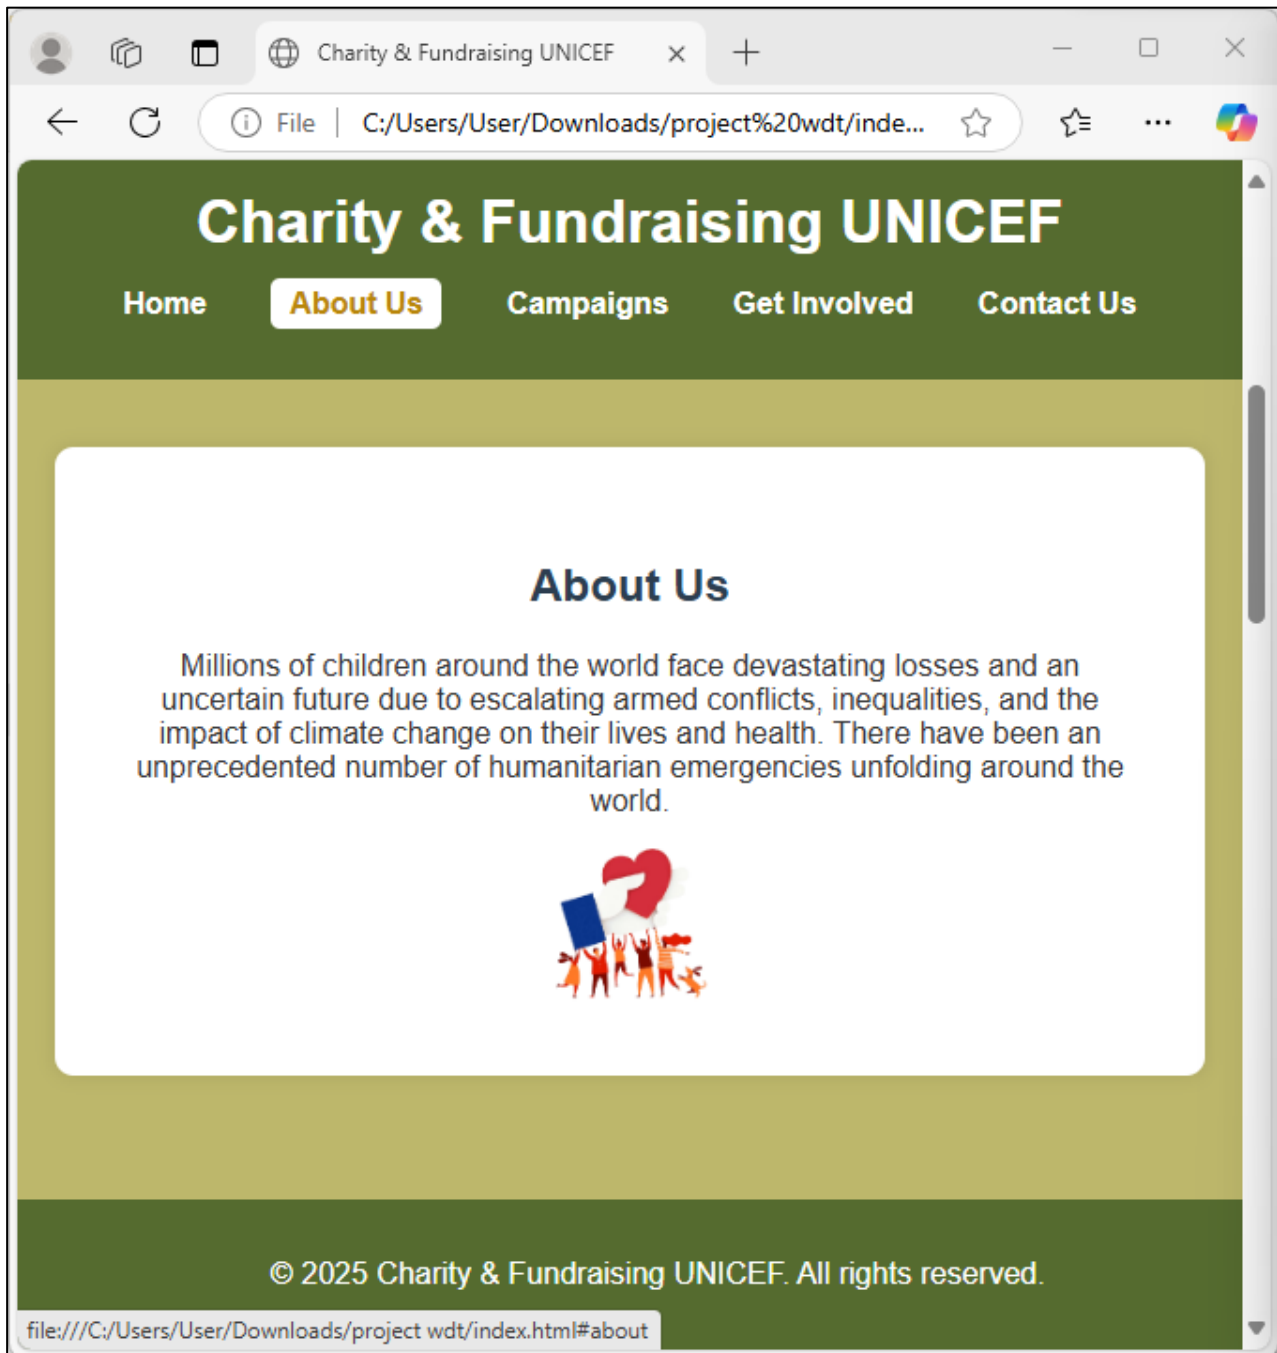 Charity & Fundraising UNICEF
File
C:/Users/User/Downloads/project%20wdt/inde...
Charity & Fundraising UNICEF
Home About Us Campaigns Get Involved Contact Us
About Us
Millions of children around the world face devastating losses and an
uncertain future due to escalating armed conflicts, inequalities, and the
impact of climate change on their lives and health. There have been an
unprecedented number of humanitarian emergencies unfolding around the
world.
© 2025 Charity & Fundraising UNICEF. All rights reserved.
file:///C:/Users/User/Downloads/project wdt/index.html#about